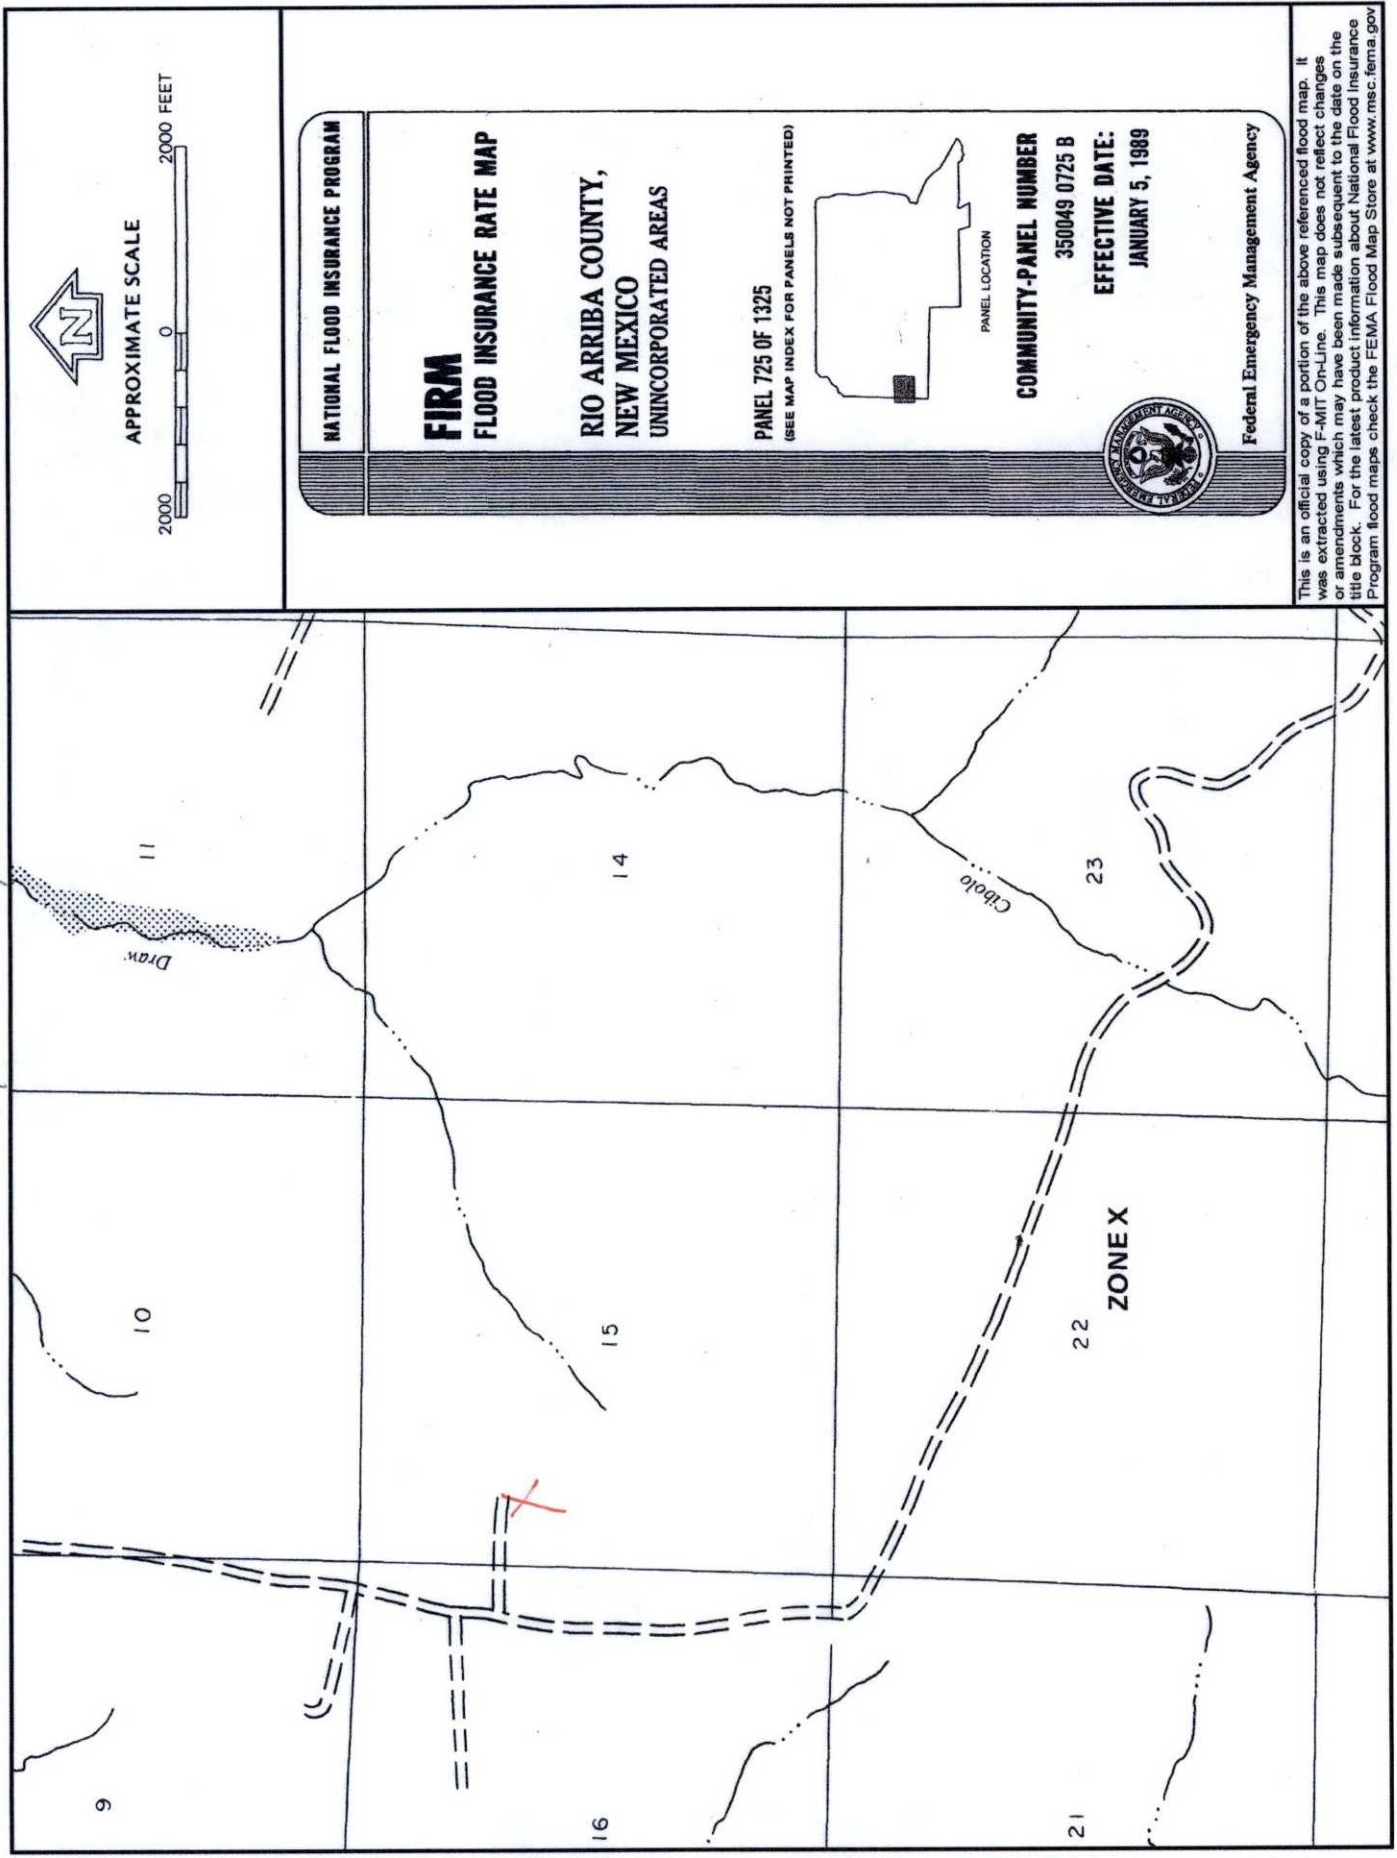 APPROXIMATE SCALE
2000 0 2000 FEET
N
NATIONAL FLOOD INSURANCE PROGRAM
FIRM
FLOOD INSURANCE RATE MAP
RIO ARRIBA COUNTY,
NEW MEXICO
UNINCORPORATED AREAS
PANEL 725 OF 1325
(SEE MAP INDEX FOR PANELS NOT PRINTED)
PANEL LOCATION
COMMUNITY-PANEL NUMBER
350049 0725 B
EFFECTIVE DATE:
JANUARY 5, 1989
FEDERAL EMERGENCY MANAGEMENT AGENCY
Federal Emergency Management Agency
This is an official copy of a portion of the above referenced flood map. It
was extracted using F-MIT On-Line. This map does not reflect changes
or amendments which may have been made subsequent to the date on the
title block. For the latest product information about National Flood Insurance
Program flood maps check the FEMA Flood Map Store at www.msc.fema.gov
9
10
11
Draw
16
15
14
Cibolo
21
22
23
ZONE X